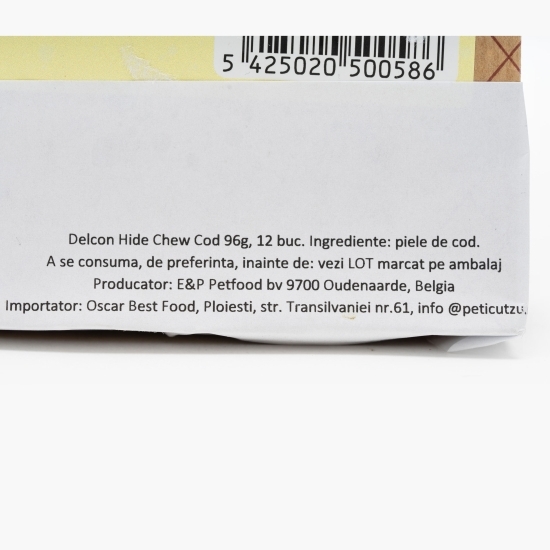 5 425020 500586
Delcon Hide Chew Cod 96g, 12 buc. Ingrediente: piele de cod.
A se consuma, de preferinta, inainte de: vezi LOT marcat pe ambalaj
Producator: E&P Petfood bv 9700 Oudenaarde, Belgia
Importator: Oscar Best Food, Ploiesti, str. Transilvaniei nr.61, info @peticutzu.